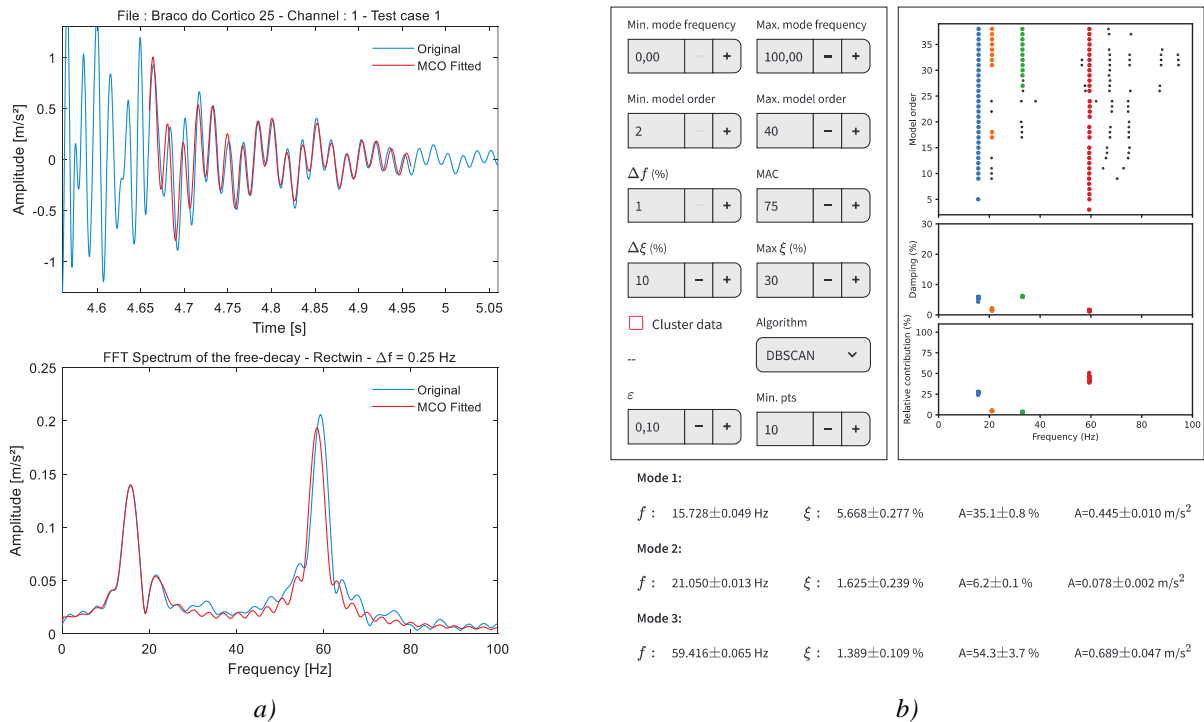 File : Braco do Cortico 25 - Channel : 1 - Test case 1
Original
MCO Fitted
1
0.5
0
-0.5
-1
Amplitude [m/s²]
4.6 4.65 4.7 4.75 4.8 4.85 4.9 4.95 5 5.05
Time [s]
FFT Spectrum of the free-decay - Rectwin - Δf = 0.25 Hz
Original
MCO Fitted
0.25
0.2
0.15
0.1
0.05
0
Amplitude [m/s²]
0 20 40 60 80 100
Frequency [Hz]
a)
Min. mode frequency Max. mode frequency
0,00 − + 100,00 − +
Min. model order Max. model order
2 − + 40 − +
Δf (%) MAC
1 − + 75 − +
Δξ (%) Max ξ (%)
10 − + 30 − +
Cluster data Algorithm
-- DBSCAN
ε Min. pts
0,10 − + 10 − +
35
30
25
20
15
10
5
Model order
30
20
10
0
Damping (%)
100
75
50
25
0
Relative contribution (%)
0 20 40 60 80 100
Frequency (Hz)
Mode 1:
f : 15.728±0.049 Hz ξ : 5.668±0.277 % A=35.1±0.8 % A=0.445±0.010 m/s²
Mode 2:
f : 21.050±0.013 Hz ξ : 1.625±0.239 % A=6.2±0.1 % A=0.078±0.002 m/s²
Mode 3:
f : 59.416±0.065 Hz ξ : 1.389±0.109 % A=54.3±3.7 % A=0.689±0.047 m/s²
b)